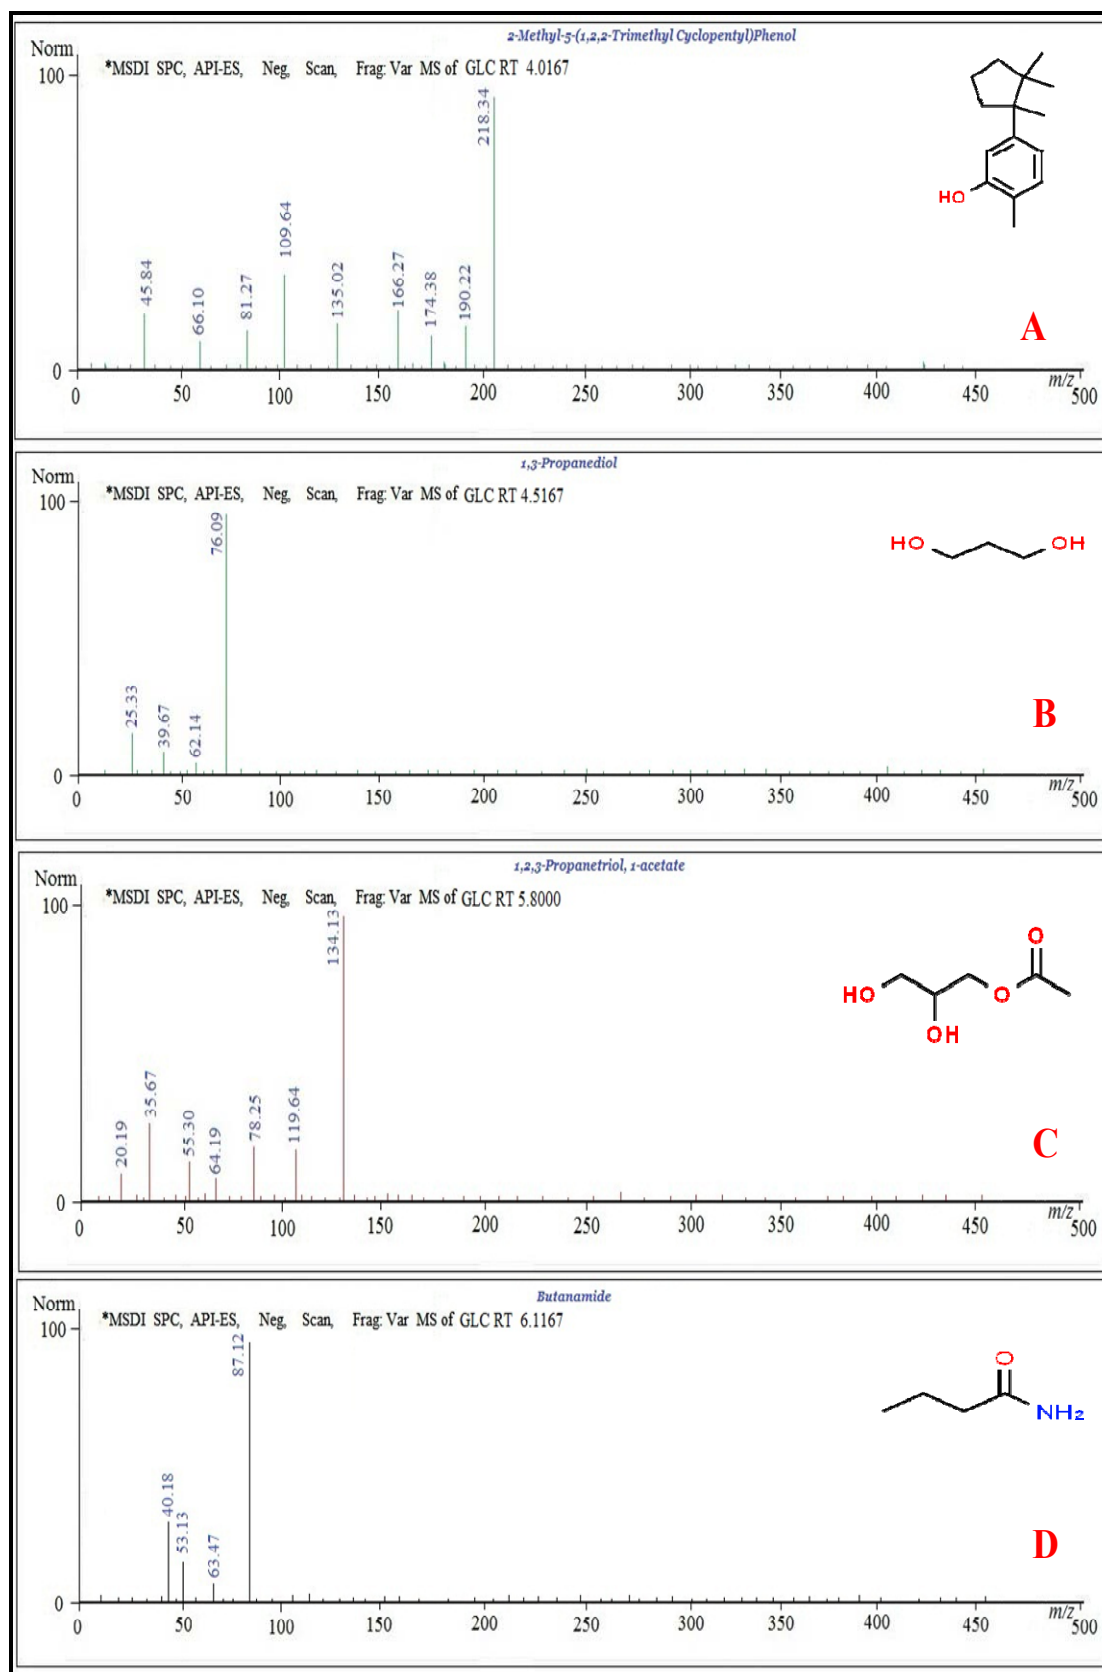 2-Methyl-5-(1,2,2-Trimethyl Cyclopentyl)Phenol
Norm
*MSDI SPC, API-ES, Neg, Scan, Frag: Var MS of GLC RT 4.0167
100
218.34
109.64
45.84
66.10
81.27
135.02
166.27
174.38
190.22
HO
A
0
m/z
0 50 100 150 200 250 300 350 400 450 500
1,3-Propanediol
Norm
*MSDI SPC, API-ES, Neg, Scan, Frag: Var MS of GLC RT 4.5167
100
76.09
25.33
39.67
62.14
HO OH
B
0
m/z
0 50 100 150 200 250 300 350 400 450 500
1,2,3-Propanetriol, 1-acetate
Norm
*MSDI SPC, API-ES, Neg, Scan, Frag: Var MS of GLC RT 5.8000
100
134.13
20.19
35.67
55.30
64.19
78.25
119.64
O
HO O
OH
C
0
m/z
0 50 100 150 200 250 300 350 400 450 500
Butanamide
Norm
*MSDI SPC, API-ES, Neg, Scan, Frag: Var MS of GLC RT 6.1167
100
87.12
40.18
53.13
63.47
O
NH2
D
0
m/z
0 50 100 150 200 250 300 350 400 450 500